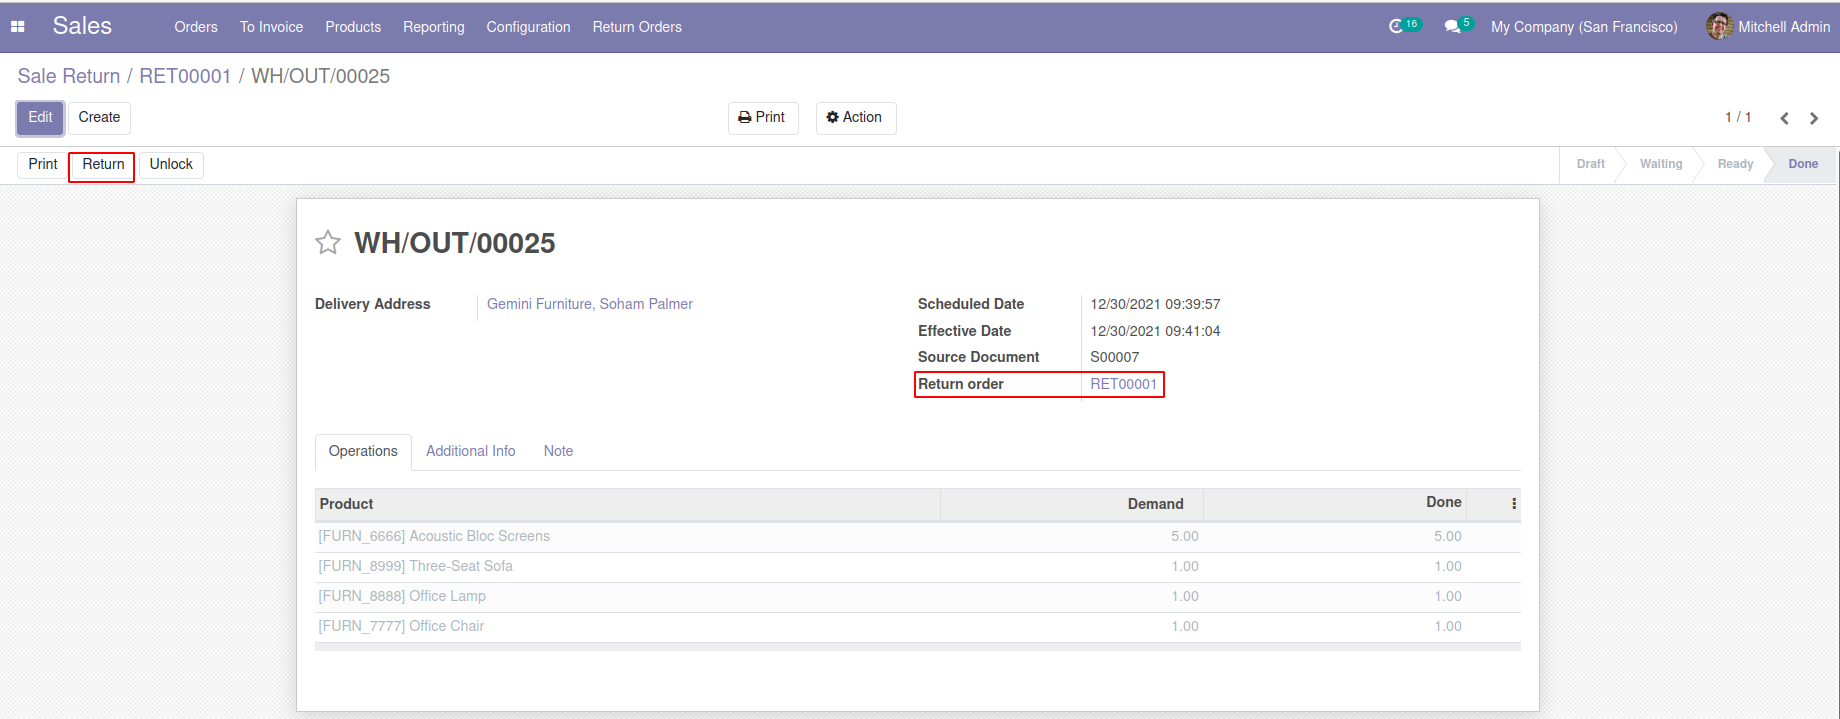 Sales Orders To Invoice Products Reporting Configuration Return Orders 16 5 My Company (San Francisco) Mitchell Admin
Sale Return / RET00001 / WH/OUT/00025
Edit Create Print Action 1 / 1
Print Return Unlock Draft Waiting Ready Done
WH/OUT/00025
Delivery Address Gemini Furniture, Soham Palmer Scheduled Date 12/30/2021 09:39:57
Effective Date 12/30/2021 09:41:04
Source Document S00007
Return order RET00001
Operations Additional Info Note
Product Demand Done
[FURN_6666] Acoustic Bloc Screens 5.00 5.00
[FURN_8999] Three-Seat Sofa 1.00 1.00
[FURN_8888] Office Lamp 1.00 1.00
[FURN_7777] Office Chair 1.00 1.00